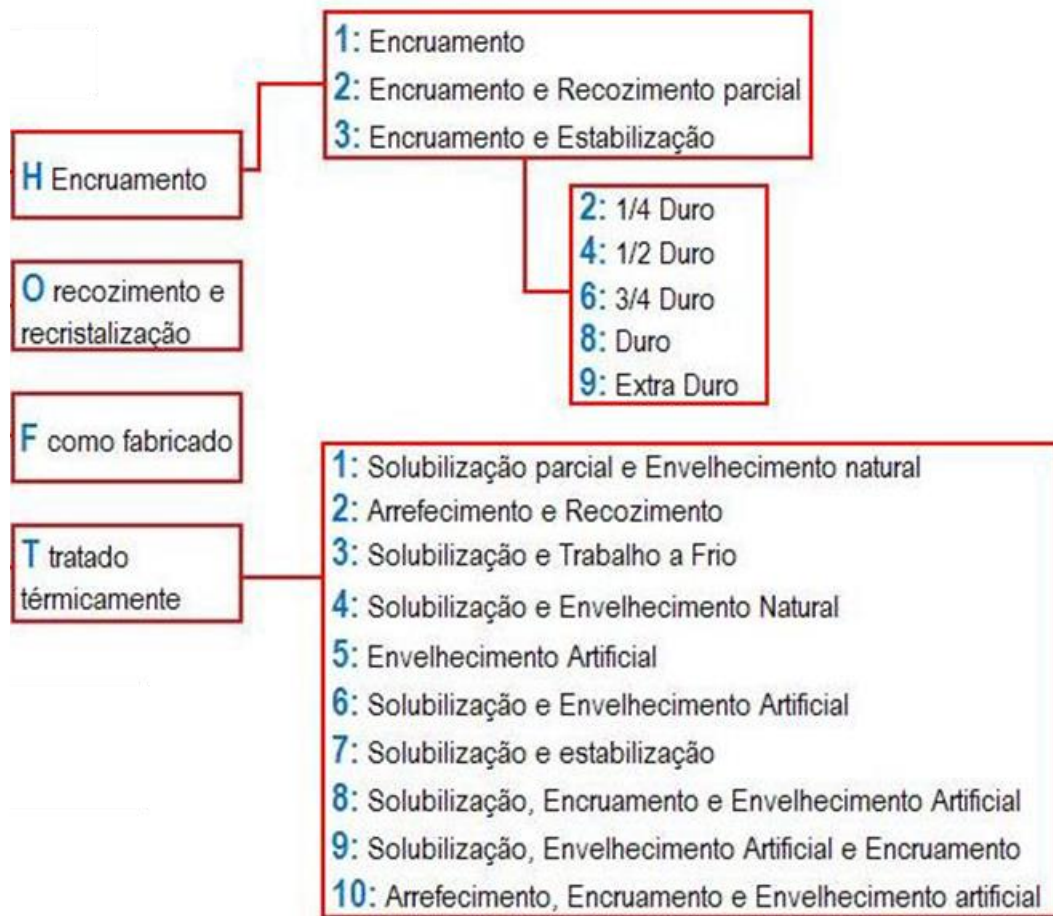 1: Encruamento
2: Encruamento e Recozimento parcial
3: Encruamento e Estabilização
H Encruamento
2: 1/4 Duro
4: 1/2 Duro
6: 3/4 Duro
8: Duro
9: Extra Duro
O recozimento e
recristalização
F como fabricado
T tratado
térmicamente
1: Solubilização parcial e Envelhecimento natural
2: Arrefecimento e Recozimento
3: Solubilização e Trabalho a Frio
4: Solubilização e Envelhecimento Natural
5: Envelhecimento Artificial
6: Solubilização e Envelhecimento Artificial
7: Solubilização e estabilização
8: Solubilização, Encruamento e Envelhecimento Artificial
9: Solubilização, Envelhecimento Artificial e Encruamento
10: Arrefecimento, Encruamento e Envelhecimento artificial